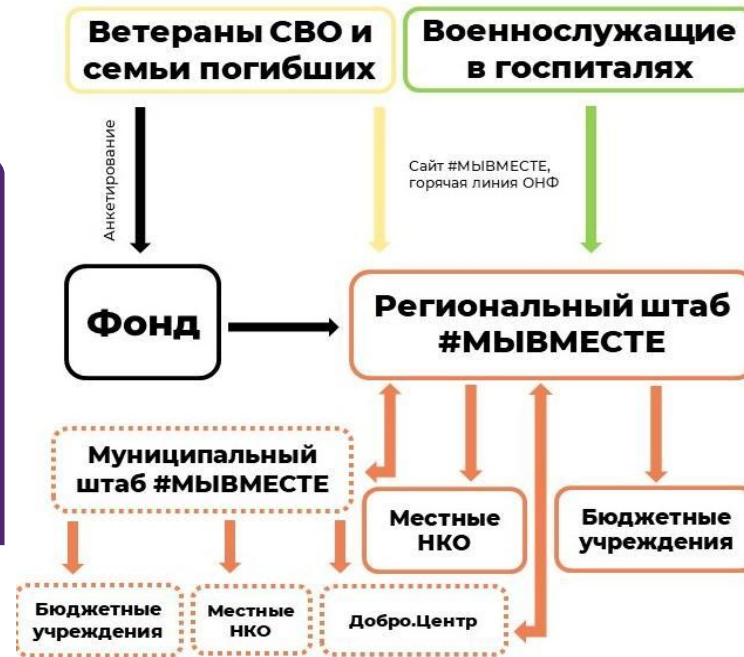 Ветераны СВО и
семьи погибших
Военнослужащие
в госпиталях
Анкетирование
Сайт #МЫВМЕСТЕ,
горячая линия ОНФ
Фонд
Региональный штаб
#МЫВМЕСТЕ
Муниципальный
штаб #МЫВМЕСТЕ
Местные
НКО
Бюджетные
учреждения
Бюджетные
учреждения
Местные
НКО
Добро.Центр